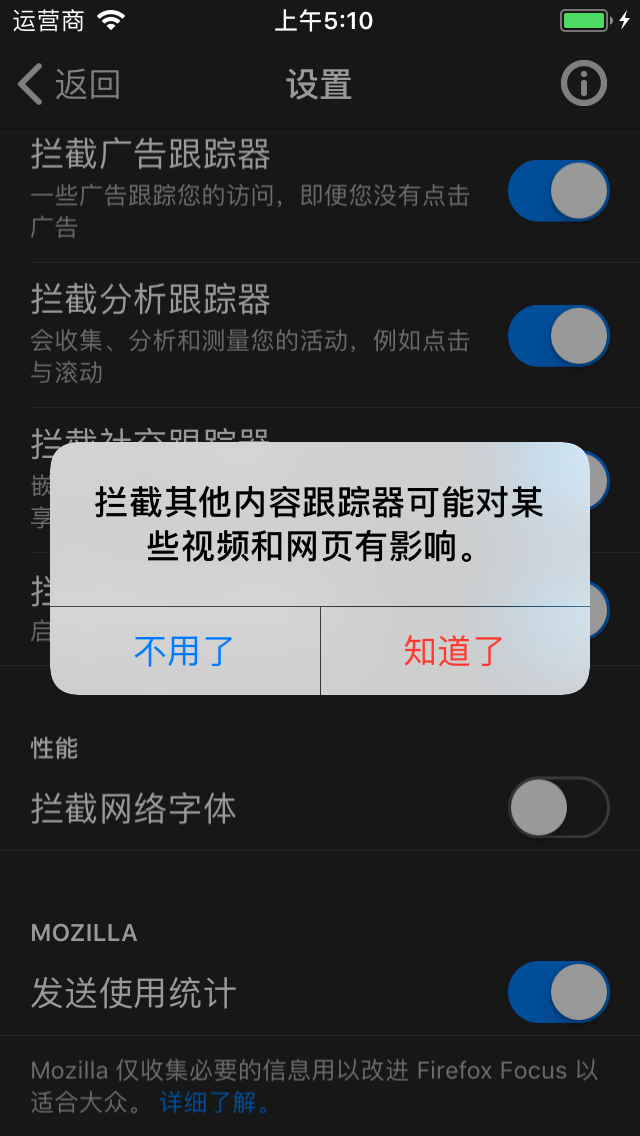 运营商
上午5:10
返回
设置
拦截广告跟踪器
一些广告跟踪您的访问，即便您没有点击
广告
拦截分析跟踪器
会收集、分析和测量您的活动，例如点击
与滚动
拦截社交跟踪器
嵌
享
拦截其他内容跟踪器可能对某
些视频和网页有影响。
拦
启
不用了
知道了
性能
拦截网络字体
MOZILLA
发送使用统计
Mozilla 仅收集必要的信息用以改进 Firefox Focus 以
适合大众。 详细了解。